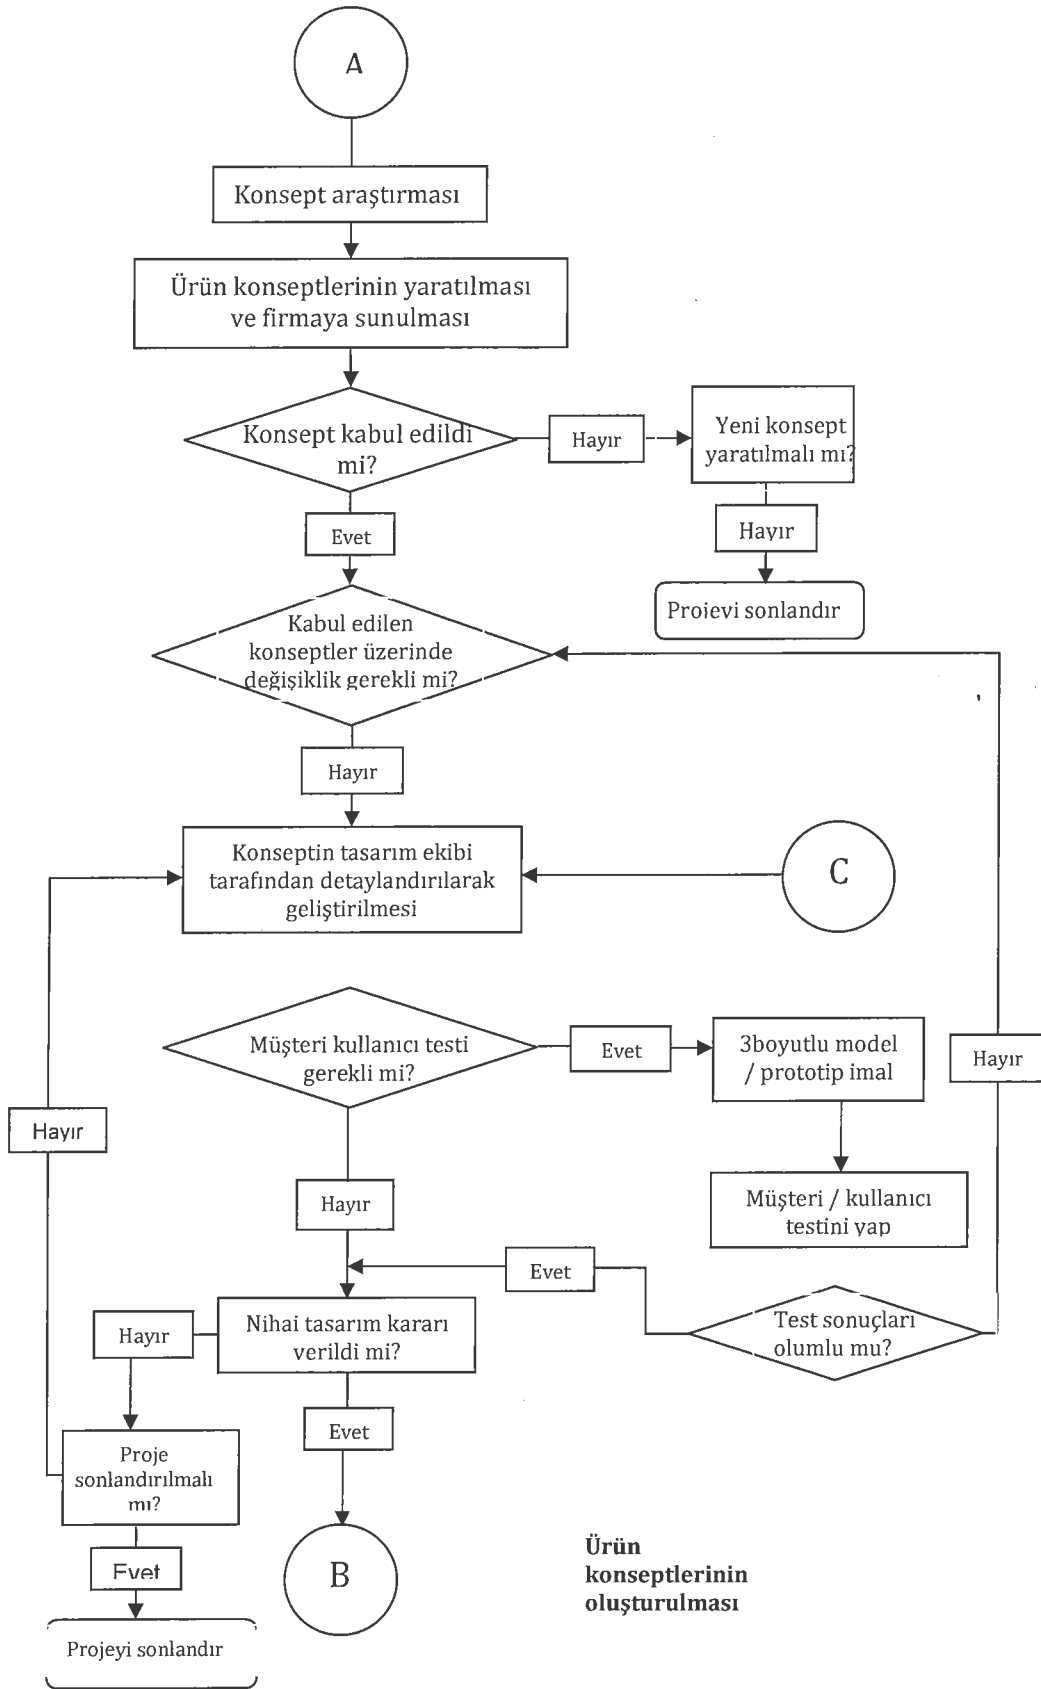 A
Konsept araştırması
Ürün konseptlerinin yaratılması
ve firmaya sunulması
Konsept kabul edildi
mi?
Hayır
Yeni konsept
yaratılmalı mı?
Evet
Hayır
Projeyi sonlandır
Kabul edilen
konseptler üzerinde
değişiklik gerekli mi?
Hayır
Konseptin tasarım ekibi
tarafından detaylandırılarak
geliştirilmesi
C
Müşteri kullanıcı testi
gerekli mi?
Evet
3boyutlu model
/ prototip imal
Hayır
Hayır
Müşteri / kullanıcı
testini yap
Hayır
Evet
Test sonuçları
olumlu mu?
Nihai tasarım kararı
verildi mi?
Hayır
Evet
Proje
sonlandırılmalı
mı?
Evet
B
Ürün
konseptlerinin
oluşturulması
Projeyi sonlandır